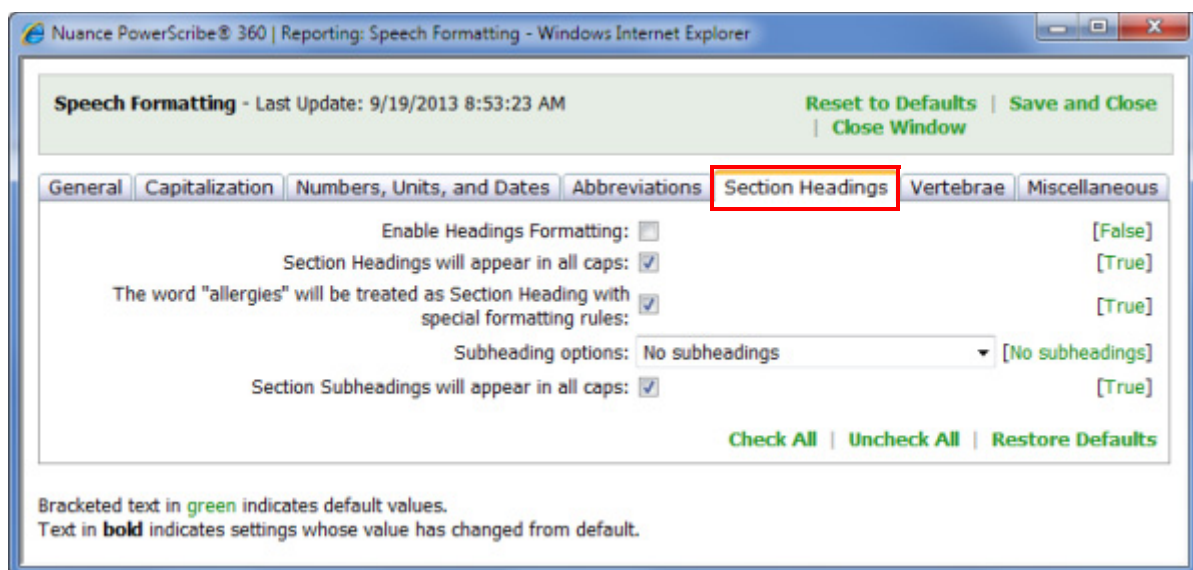 Nuance PowerScribe® 360 | Reporting: Speech Formatting - Windows Internet Explorer
Speech Formatting - Last Update: 9/19/2013 8:53:23 AM
Reset to Defaults | Save and Close
| Close Window
General Capitalization Numbers, Units, and Dates Abbreviations Section Headings Vertebrae Miscellaneous
Enable Headings Formatting: [False]
Section Headings will appear in all caps: [True]
The word "allergies" will be treated as Section Heading with
special formatting rules: [True]
Subheading options: No subheadings [No subheadings]
Section Subheadings will appear in all caps: [True]
Check All | Uncheck All | Restore Defaults
Bracketed text in green indicates default values.
Text in bold indicates settings whose value has changed from default.